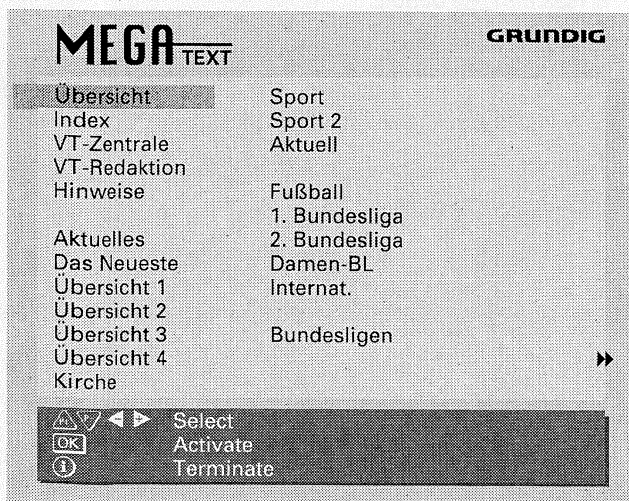 MEGA TEXT
GRUNDIG
Übersicht
Index
VT-Zentrale
VT-Redaktion
Hinweise
Aktuelles
Das Neueste
Übersicht 1
Übersicht 2
Übersicht 3
Übersicht 4
Kirche
Sport
Sport 2
Aktuell
Fußball
1. Bundesliga
2. Bundesliga
Damen-BL
Internat.
Bundesligen
Select
OK Activate
i Terminate